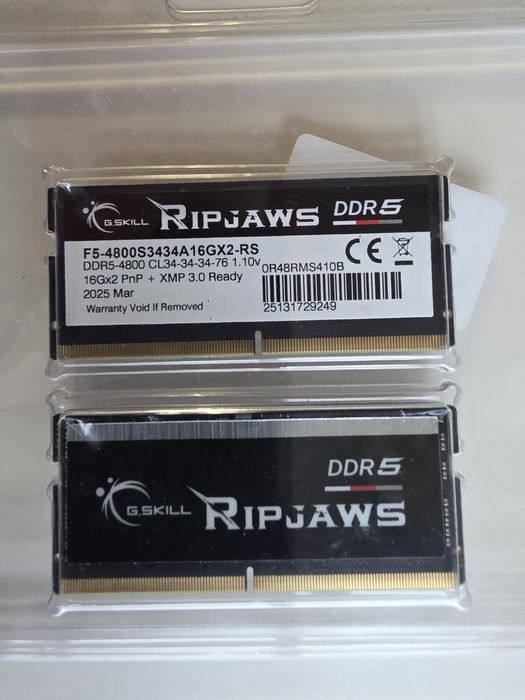 G.SKILL RIPJAWS DDR5
F5-4800S3434A16GX2-RS
DDR5-4800 CL34-34-34-76 1.10v
16Gx2 PnP + XMP 3.0 Ready
2025 Mar
Warranty Void If Removed
CE
0R48RMS410B
25131729249
DDR5
G.SKILL RIPJAWS